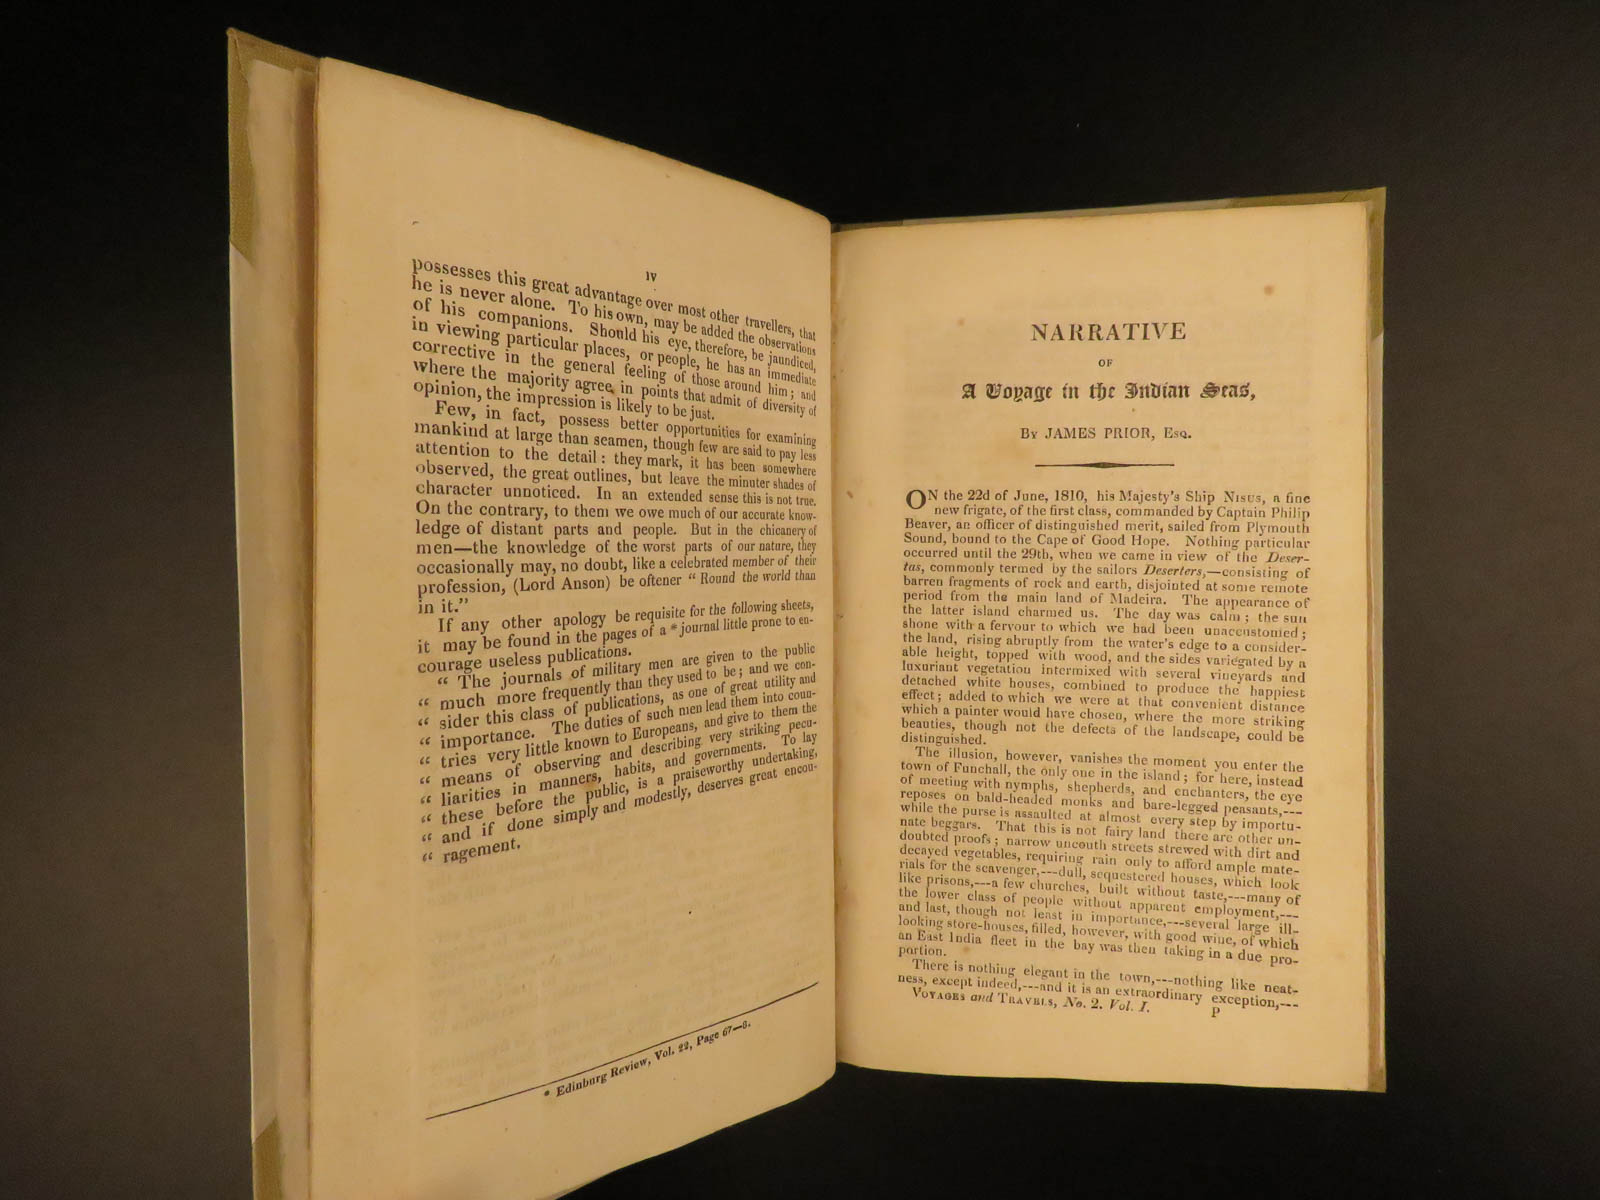 IV
possesses this great advantage over most other travellers, that
he is never alone. To his own, may be added the observations
of his companions. Should his eye, therefore, be jaundiced,
in viewing particular places, or people, he has an immediate
corrective in the general feeling of those around him; and
where the majority agree, in points that admit of diversity of
opinion, the impression is likely to be just.
Few, in fact, possess better opportunities for examining
mankind at large than seamen, though few are said to pay less
attention to the detail: they mark, it has been somewhere
observed, the great outlines, but leave the minuter shades of
character unnoticed. In an extended sense this is not true.
On the contrary, to them we owe much of our accurate know-
ledge of distant parts and people. But in the chicanery of
men—the knowledge of the worst parts of our nature, they
occasionally may, no doubt, like a celebrated member of their
profession, (Lord Anson) be oftener “ Round the world than
in it.”
If any other apology be requisite for the following sheets,
it may be found in the pages of a * journal little prone to en-
courage useless publications.
“ The journals of military men are given to the public
“ much more frequently than they used to be; and we con-
“ sider this class of publications, as one of great utility and
“ importance. The duties of such men lead them into coun-
“ tries very little known to Europeans, and give to them the
“ means of observing and describing very striking pecu-
“ liarities in manners, habits, and governments. To lay
“ these before the public, is a praiseworthy undertaking,
“ and if done simply and modestly, deserves great encou-
“ ragement.
* Edinburg Review, Vol. 22, Page 67—8.
NARRATIVE
OF
A Voyage in the Indian Seas,
By JAMES PRIOR, Esq.
ON the 22d of June, 1810, his Majesty's Ship Nisus, a fine
new frigate, of the first class, commanded by Captain Philip
Beaver, an officer of distinguished merit, sailed from Plymouth
Sound, bound to the Cape of Good Hope. Nothing particular
occurred until the 29th, when we came in view of the Deser-
tas, commonly termed by the sailors Deserters,—consisting of
barren fragments of rock and earth, disjointed at some remote
period from the main land of Madeira. The appearance of
the latter island charmed us. The day was calm; the sun
shone with a fervour to which we had been unaccustomed;
the land, rising abruptly from the water's edge to a consider-
able height, topped with wood, and the sides variegated by a
luxuriant vegetation intermixed with several vineyards and
detached white houses, combined to produce the happiest
effect; added to which we were at that convenient distance
which a painter would have chosen, where the more striking
beauties, though not the defects of the landscape, could be
distinguished.
The illusion, however, vanishes the moment you enter the
town of Funchall, the only one in the island; for here, instead
of meeting with nymphs, shepherds, and enchanters, the eye
reposes on bald-headed monks and bare-legged peasants,---
while the purse is assaulted at almost every step by importu-
nate beggars. That this is not fairy land there are other un-
doubted proofs; narrow uncouth streets strewed with dirt and
decayed vegetables, requiring rain only to afford ample mate-
rials for the scavenger,---dull, sequestered houses, which look
like prisons,---a few churches, built without taste,---many of
the lower class of people without apparent employment,---
and last, though not least in importance,---several large ill-
looking store-houses, filled, however, with good wine, of which
an East India fleet in the bay was then taking in a due pro-
portion.
There is nothing elegant in the town,---nothing like neat-
ness, except indeed,---and it is an extraordinary exception,---
Voyages and Travels, No. 2. Vol. I. P